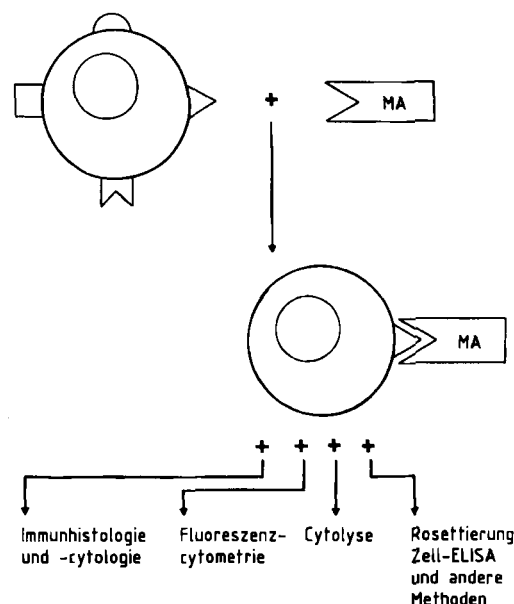 +
MA
MA
+ + + +
Immunhistologie
und -cytologie
Fluoreszenz-
cytometrie
Cytolyse
Rosettierung
Zell-ELISA
und andere
Methoden